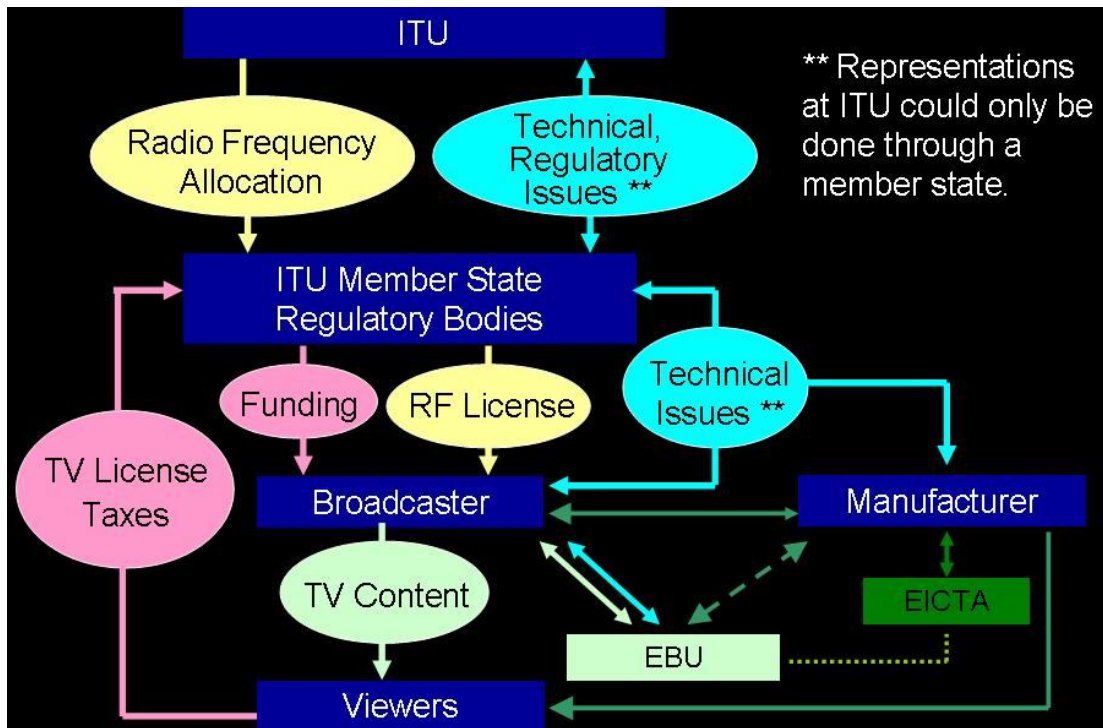 ITU
** Representations
at ITU could only be
done through a
member state.
Radio Frequency
Allocation
Technical,
Regulatory
Issues **
ITU Member State
Regulatory Bodies
Funding
RF License
Technical
Issues **
TV License
Taxes
Broadcaster
Manufacturer
TV Content
EICTA
EBU
Viewers